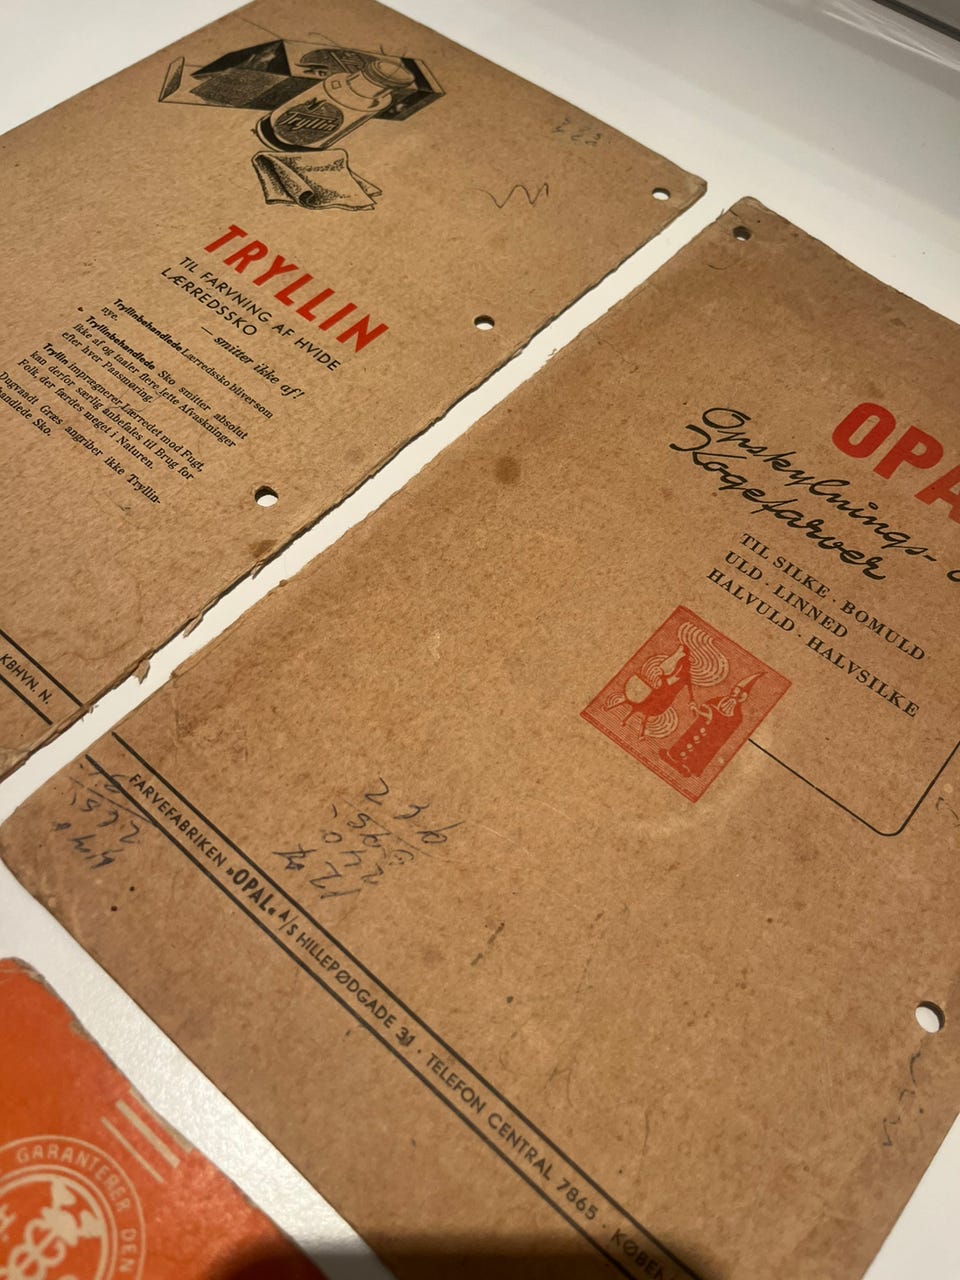 Tryllin
TRYLLIN
TIL FARVNING AF HVIDE
LÆRREDSSKO
— smitter ikke af!
Tryllinbehandlede Lærredssko bliver som
nye.
Tryllinbehandlede Sko smitter absolut
ikke af og taaler flere lette Afvaskninger
efter hver Paasmøring.
Tryllin imprægnerer Lærredet mod Fugt,
kan derfor særlig anbefales til Brug for
Folk, der færdes meget i Naturen.
Dugvaadt Græs angriber ikke Tryllin-
handlede Sko.
KBHVN. N.
OPA
Opskylnings-
Kogefarver
TIL SILKE · BOMULD
ULD · LINNED
HALVULD · HALVSILKE
FARVEFABRIKEN »OPAL« A/S HILLERØDGADE 31 · TELEFON CENTRAL 7865 · KØBEN
GARANTERER DEN